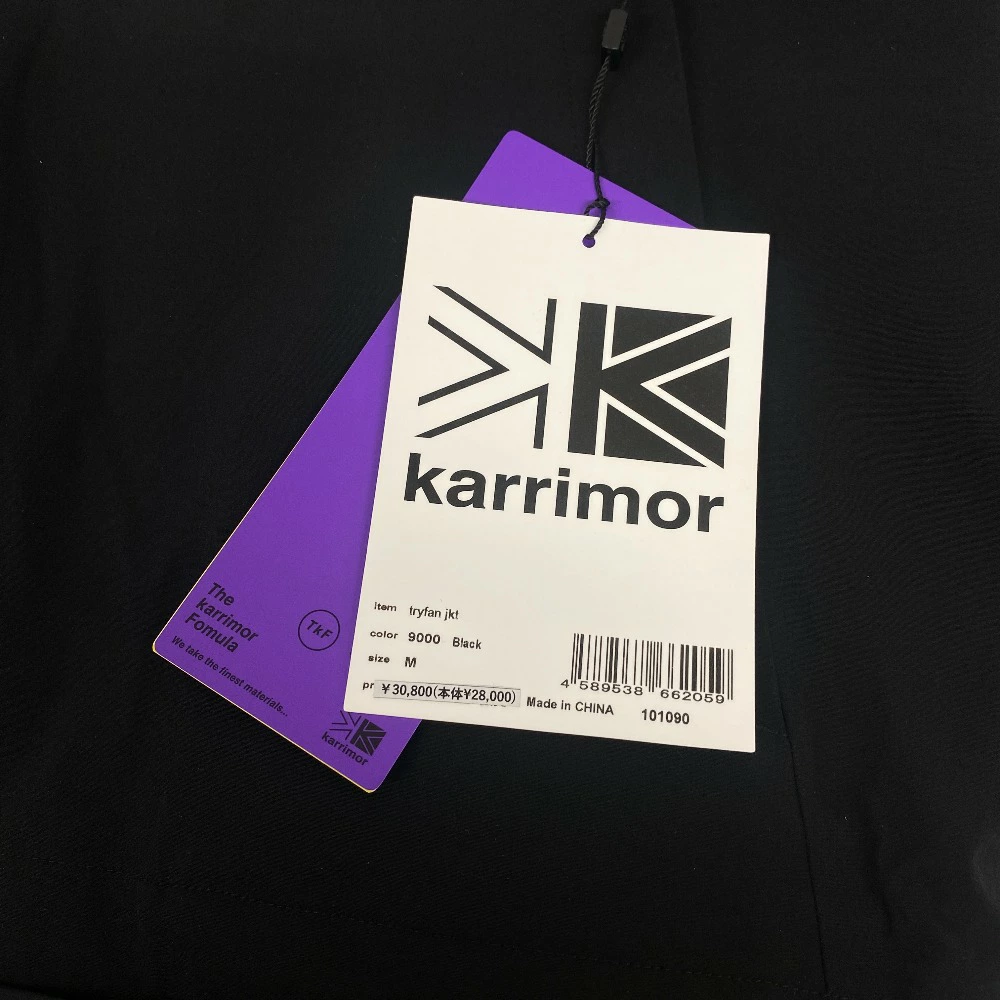 karrimor
Item tryfan jkt
color 9000 Black
size M
pr ¥30,800(本体¥28,000)
4 589538 662059
Made in CHINA 101090
The
karrimor
Fomula
TkF
We take the finest materials...
karrimor